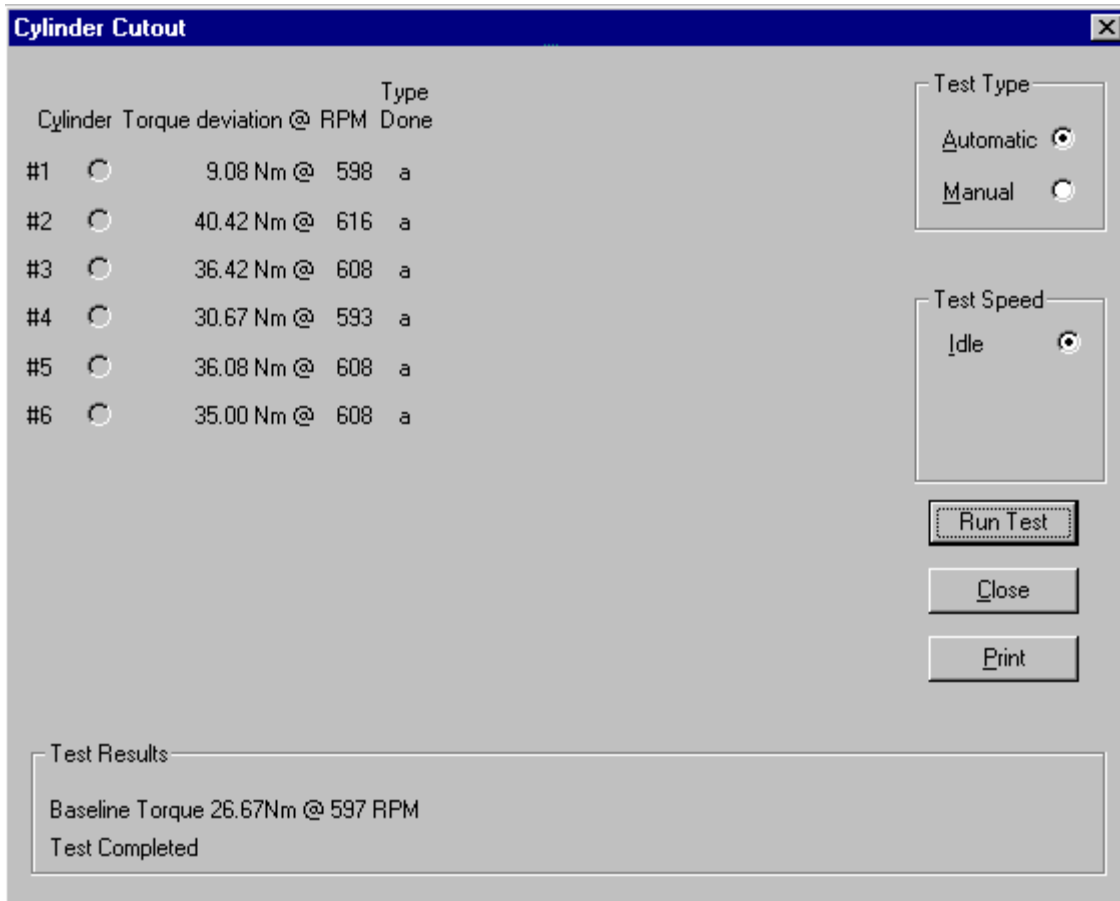 Cylinder Cutout
Type
Cylinder Torque deviation @ RPM Done
#1 9.08 Nm @ 598 a
#2 40.42 Nm @ 616 a
#3 36.42 Nm @ 608 a
#4 30.67 Nm @ 593 a
#5 36.08 Nm @ 608 a
#6 35.00 Nm @ 608 a
Test Type
Automatic
Manual
Test Speed
Idle
Run Test
Close
Print
Test Results
Baseline Torque 26.67Nm @ 597 RPM
Test Completed